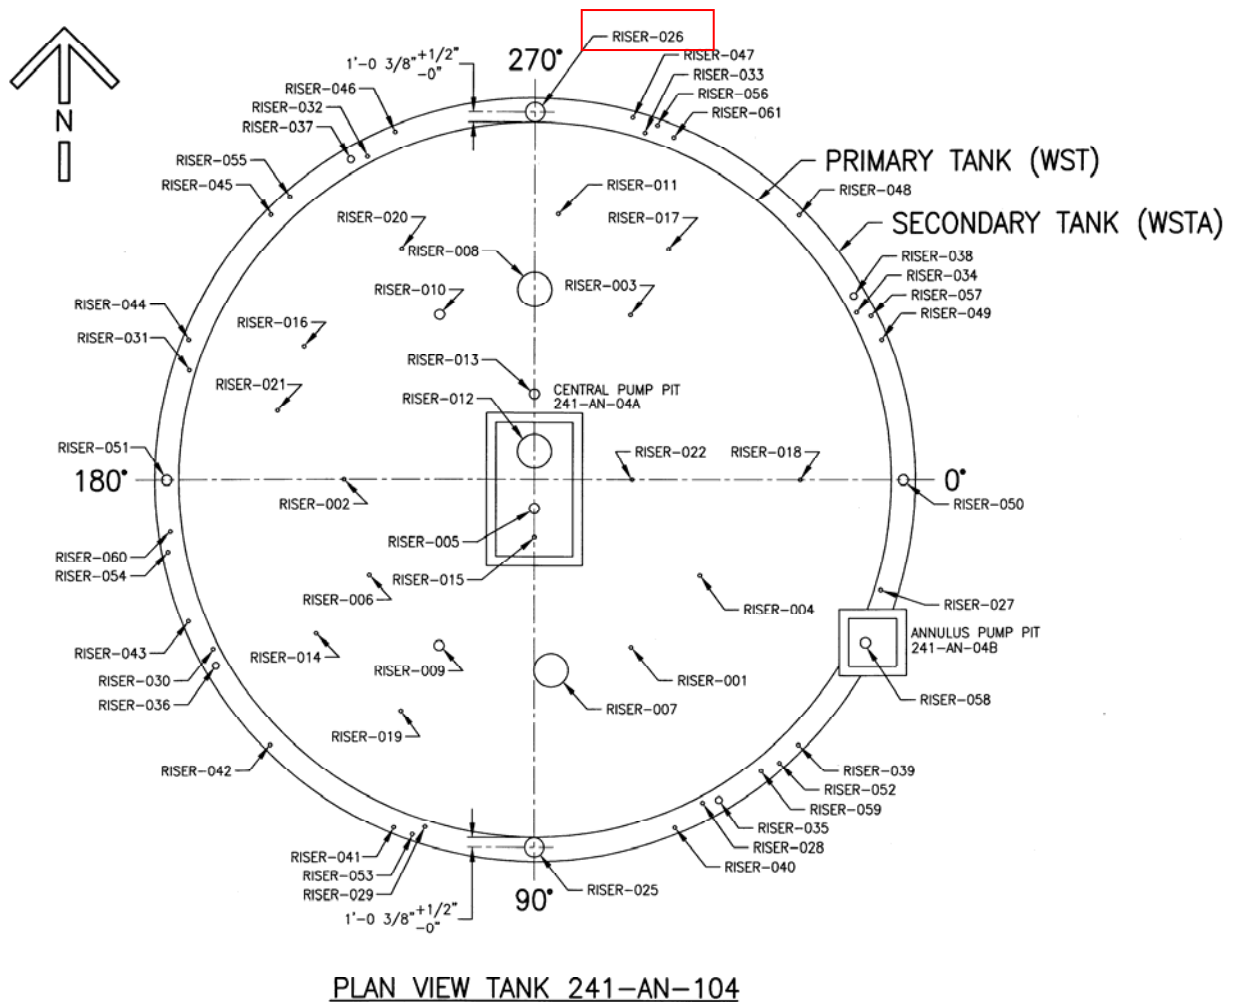 RISER-026
270°
1'-0 3/8"+1/2"
-0"
RISER-047
RISER-033
RISER-056
RISER-061
RISER-046
RISER-032
RISER-037
N
RISER-055
RISER-045
PRIMARY TANK (WST)
RISER-048
SECONDARY TANK (WSTA)
RISER-011
RISER-020
RISER-017
RISER-008
RISER-038
RISER-034
RISER-057
RISER-049
RISER-010
RISER-003
RISER-044
RISER-016
RISER-031
RISER-013
RISER-021
CENTRAL PUMP PIT
241-AN-04A
RISER-012
RISER-051
RISER-022
RISER-018
180°
0°
RISER-002
RISER-050
RISER-005
RISER-060
RISER-054
RISER-015
RISER-006
RISER-004
RISER-027
ANNULUS PUMP PIT
241-AN-04B
RISER-043
RISER-014
RISER-009
RISER-030
RISER-001
RISER-036
RISER-058
RISER-007
RISER-019
RISER-042
RISER-039
RISER-052
RISER-059
RISER-035
RISER-028
RISER-040
RISER-041
RISER-053
RISER-029
RISER-025
90°
1'-0 3/8"+1/2"
-0"
PLAN VIEW TANK 241-AN-104